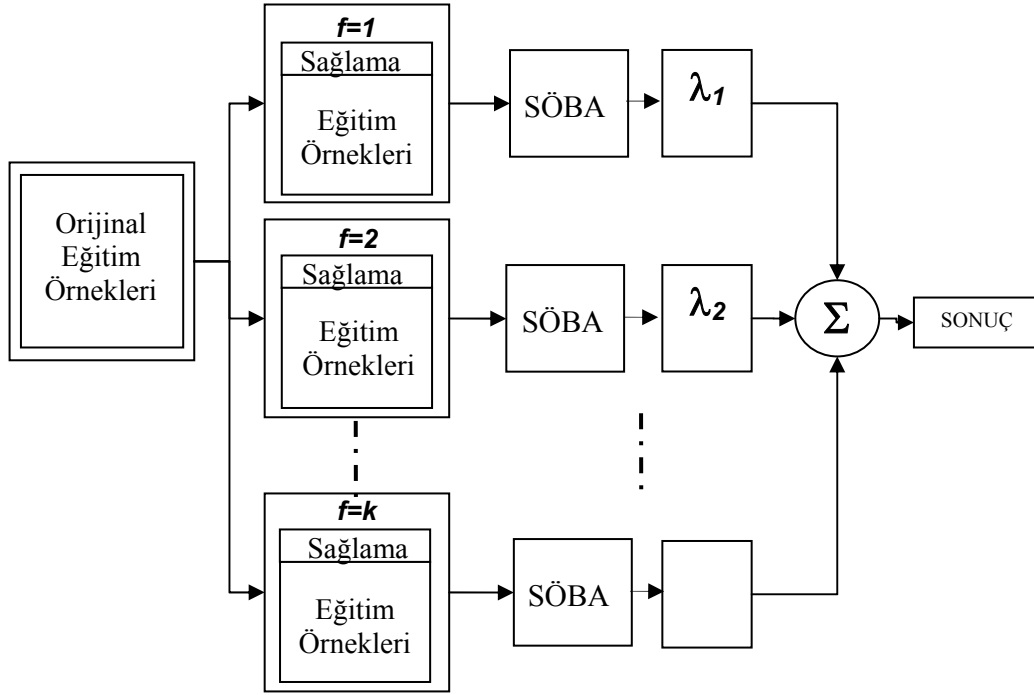 Orijinal
Eğitim
Örnekleri
f=1
Sağlama
Eğitim
Örnekleri
SÖBA
λ1
f=2
Sağlama
Eğitim
Örnekleri
SÖBA
λ2
f=k
Sağlama
Eğitim
Örnekleri
SÖBA
Σ
SONUÇ